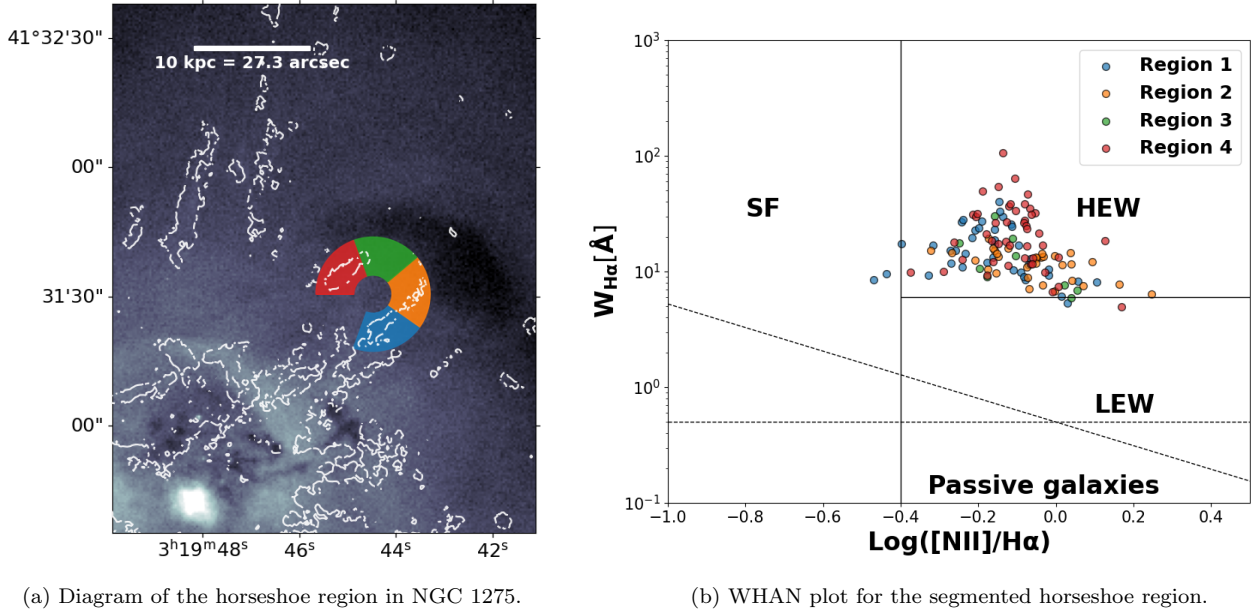 41°32'30"
10 kpc = 27.3 arcsec
00"
31'30"
00"
3ʰ19ᵐ48ˢ 46ˢ 44ˢ 42ˢ
(a) Diagram of the horseshoe region in NGC 1275.
10³
10²
10¹
10⁰
10⁻¹
W_Hα[Å]
Region 1
Region 2
Region 3
Region 4
SF
HEW
LEW
Passive galaxies
−1.0 −0.8 −0.6 −0.4 −0.2 0.0 0.2 0.4
Log([NII]/Hα)
(b) WHAN plot for the segmented horseshoe region.